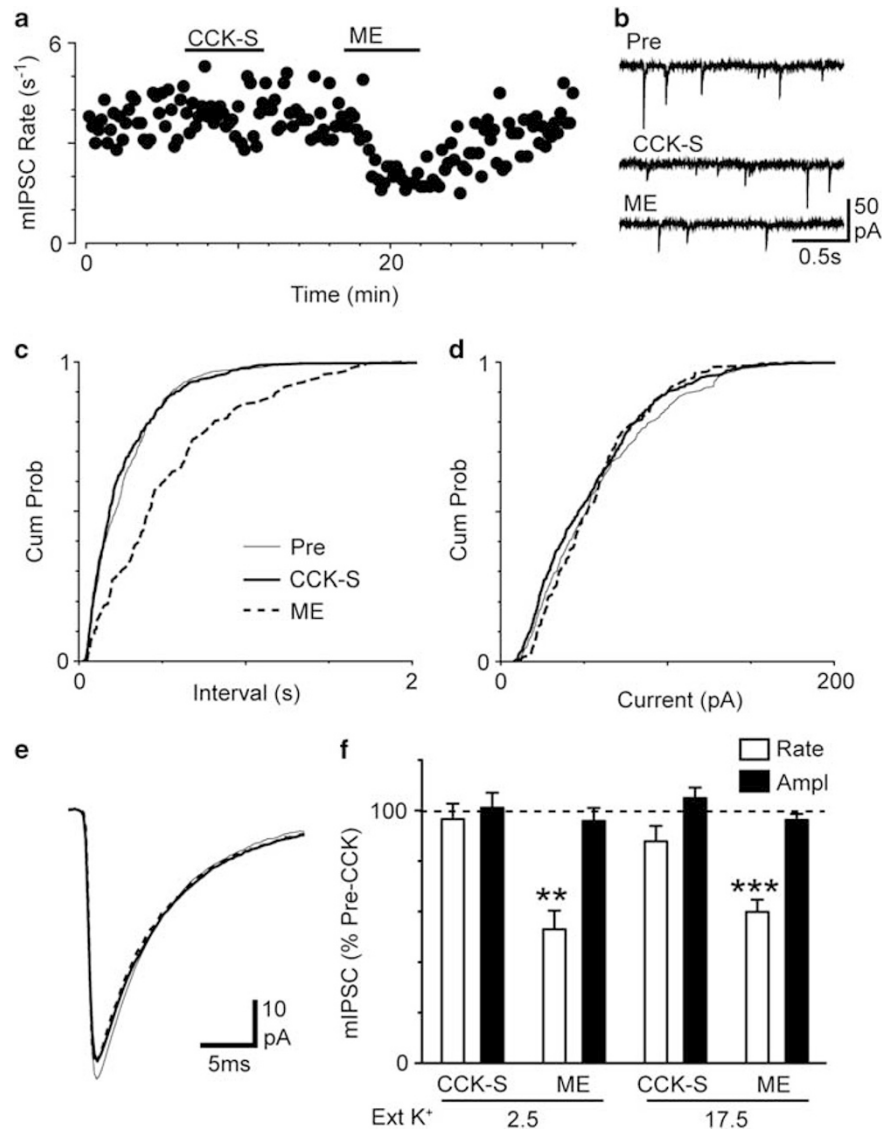 a
CCK-S
ME
6
mIPSC Rate (s⁻¹)
0
0
20
Time (min)
b
Pre
CCK-S
ME
50
pA
0.5s
c
1
Cum Prob
Pre
CCK-S
ME
0
0
2
Interval (s)
d
1
Cum Prob
0
0
200
Current (pA)
e
10
pA
5ms
f
Rate
Ampl
100
mIPSC (% Pre-CCK)
**
***
0
CCK-S ME CCK-S ME
Ext K⁺ 2.5 17.5